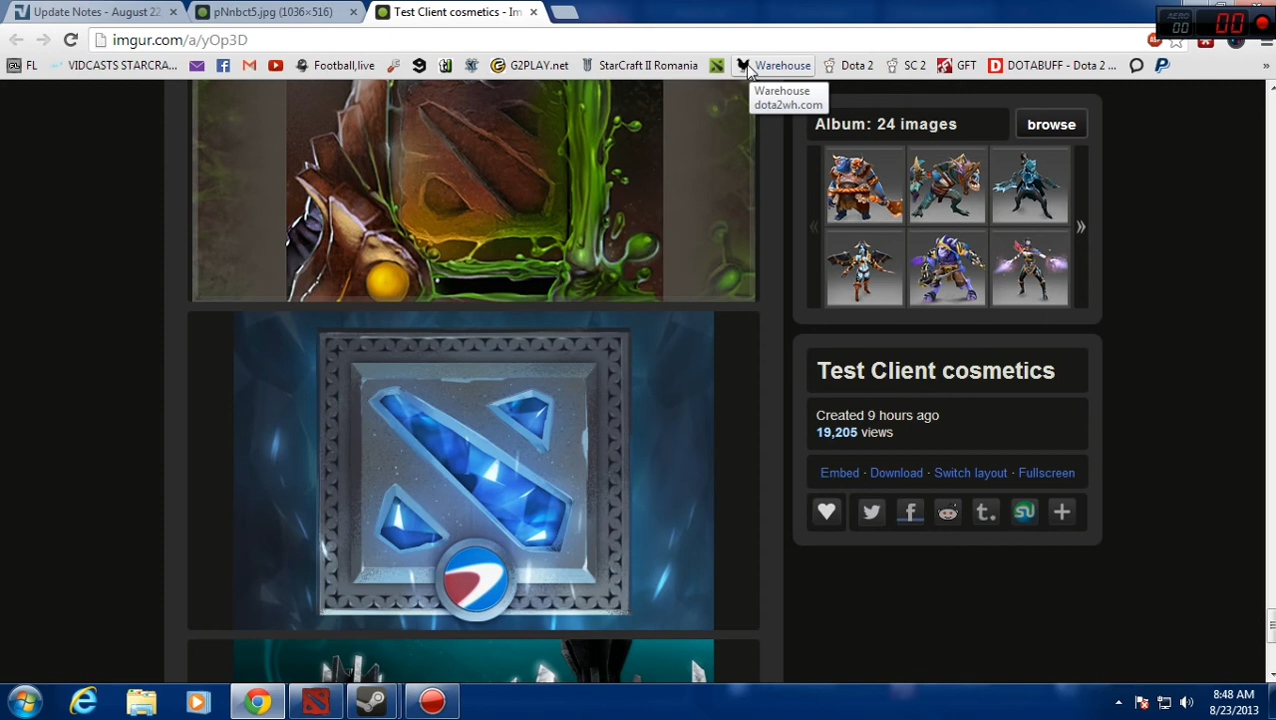 Update Notes - August 22
pNnbct5.jpg (1036×516)
Test Client cosmetics - Im
AERO
00
00
imgur.com/a/yOp3D
VIDCASTS STARCRA...
Football,live
G2PLAY.net
StarCraft II Romania
Warehouse
Dota 2
SC 2
GFT
DOTABUFF - Dota 2 ...
Warehouse
dota2wh.com
Album: 24 images
browse
Test Client cosmetics
Created 9 hours ago
19,205 views
Embed · Download · Switch layout · Fullscreen
8:48 AM
8/23/2013